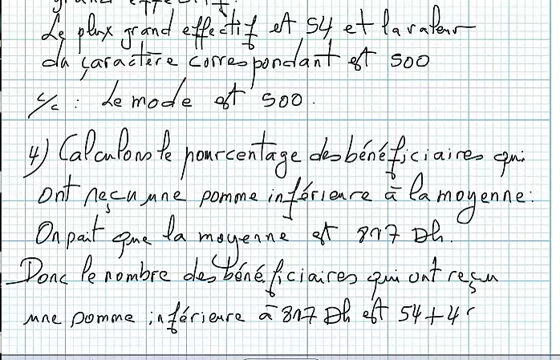 Le plux grand effectif est 54 et la valeur
du caractère correspondant est 500
c/c : Le mode est 500.
4) Calculons le pourcentage des bénéficiaires qui
ont reçu une pomme inférieure à la moyenne:
On pait que la moyenne est 817 Dh.
Donc le nombre des bénéficiaires qui ont reçu
une pomme inférieure à 817 Dh est 54+4